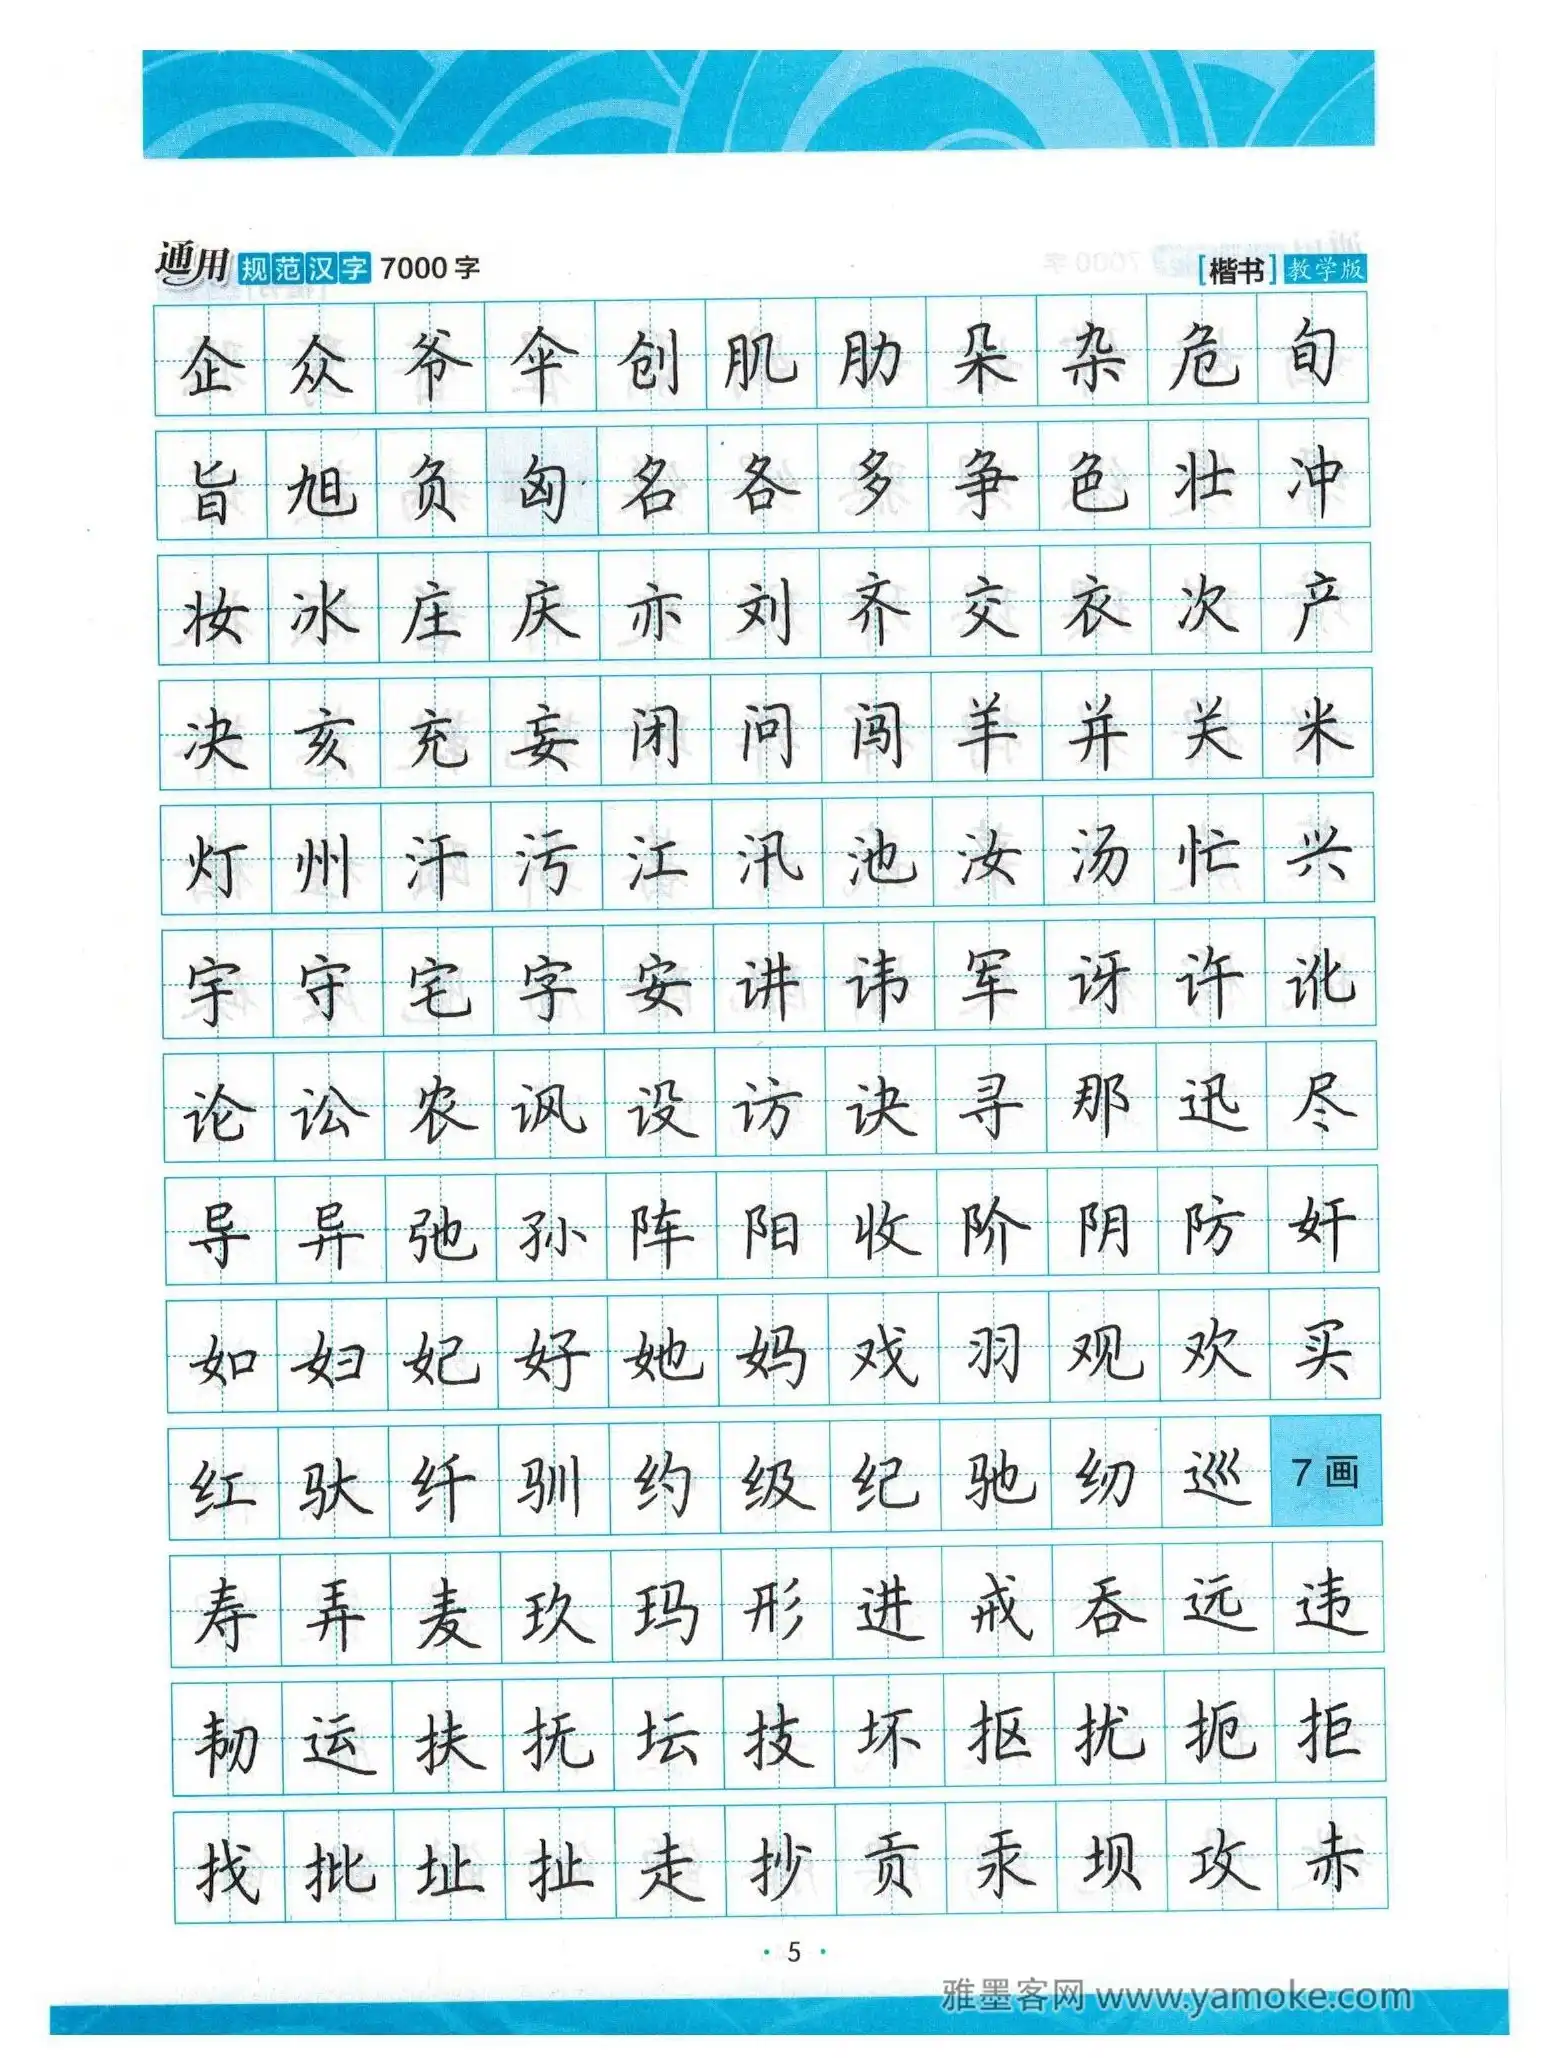 通用 规范汉字 7000 字 [楷书] 教学版
企 众 爷 伞 创 肌 肋 朵 杂 危 旬
旨 旭 负 匈 名 各 多 争 色 壮 冲
妆 冰 庄 庆 亦 刘 齐 交 衣 次 产
决 亥 充 妄 闭 问 闯 羊 并 关 米
灯 州 汗 污 江 汛 池 汝 汤 忙 兴
宇 守 宅 字 安 讲 讳 军 讶 许 讹
论 讼 农 讽 设 访 诀 寻 那 迅 尽
导 异 弛 孙 阵 阳 收 阶 阴 防 奸
如 妇 妃 好 她 妈 戏 羽 观 欢 买
红 驮 纤 驯 约 级 纪 驰 纫 巡 7 画
寿 弄 麦 玖 玛 形 进 戒 吞 远 违
韧 运 扶 抚 坛 技 坏 抠 扰 扼 拒
找 批 址 扯 走 抄 贡 汞 坝 攻 赤
· 5 ·
雅墨客网 www.yamoke.com